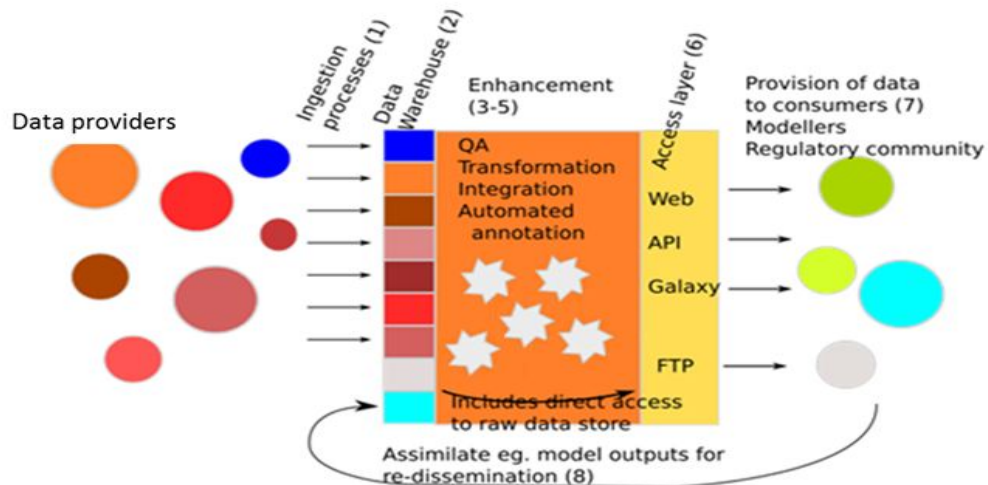 Data providers
Ingestion
processes (1)
Data
Warehouse (2)
Enhancement
(3-5)
Access layer (6)
Provision of data
to consumers (7)
Modellers
Regulatory community
QA
Transformation
Integration
Automated
annotation
Web
API
Galaxy
FTP
Includes direct access
to raw data store
Assimilate eg. model outputs for
re-dissemination (8)